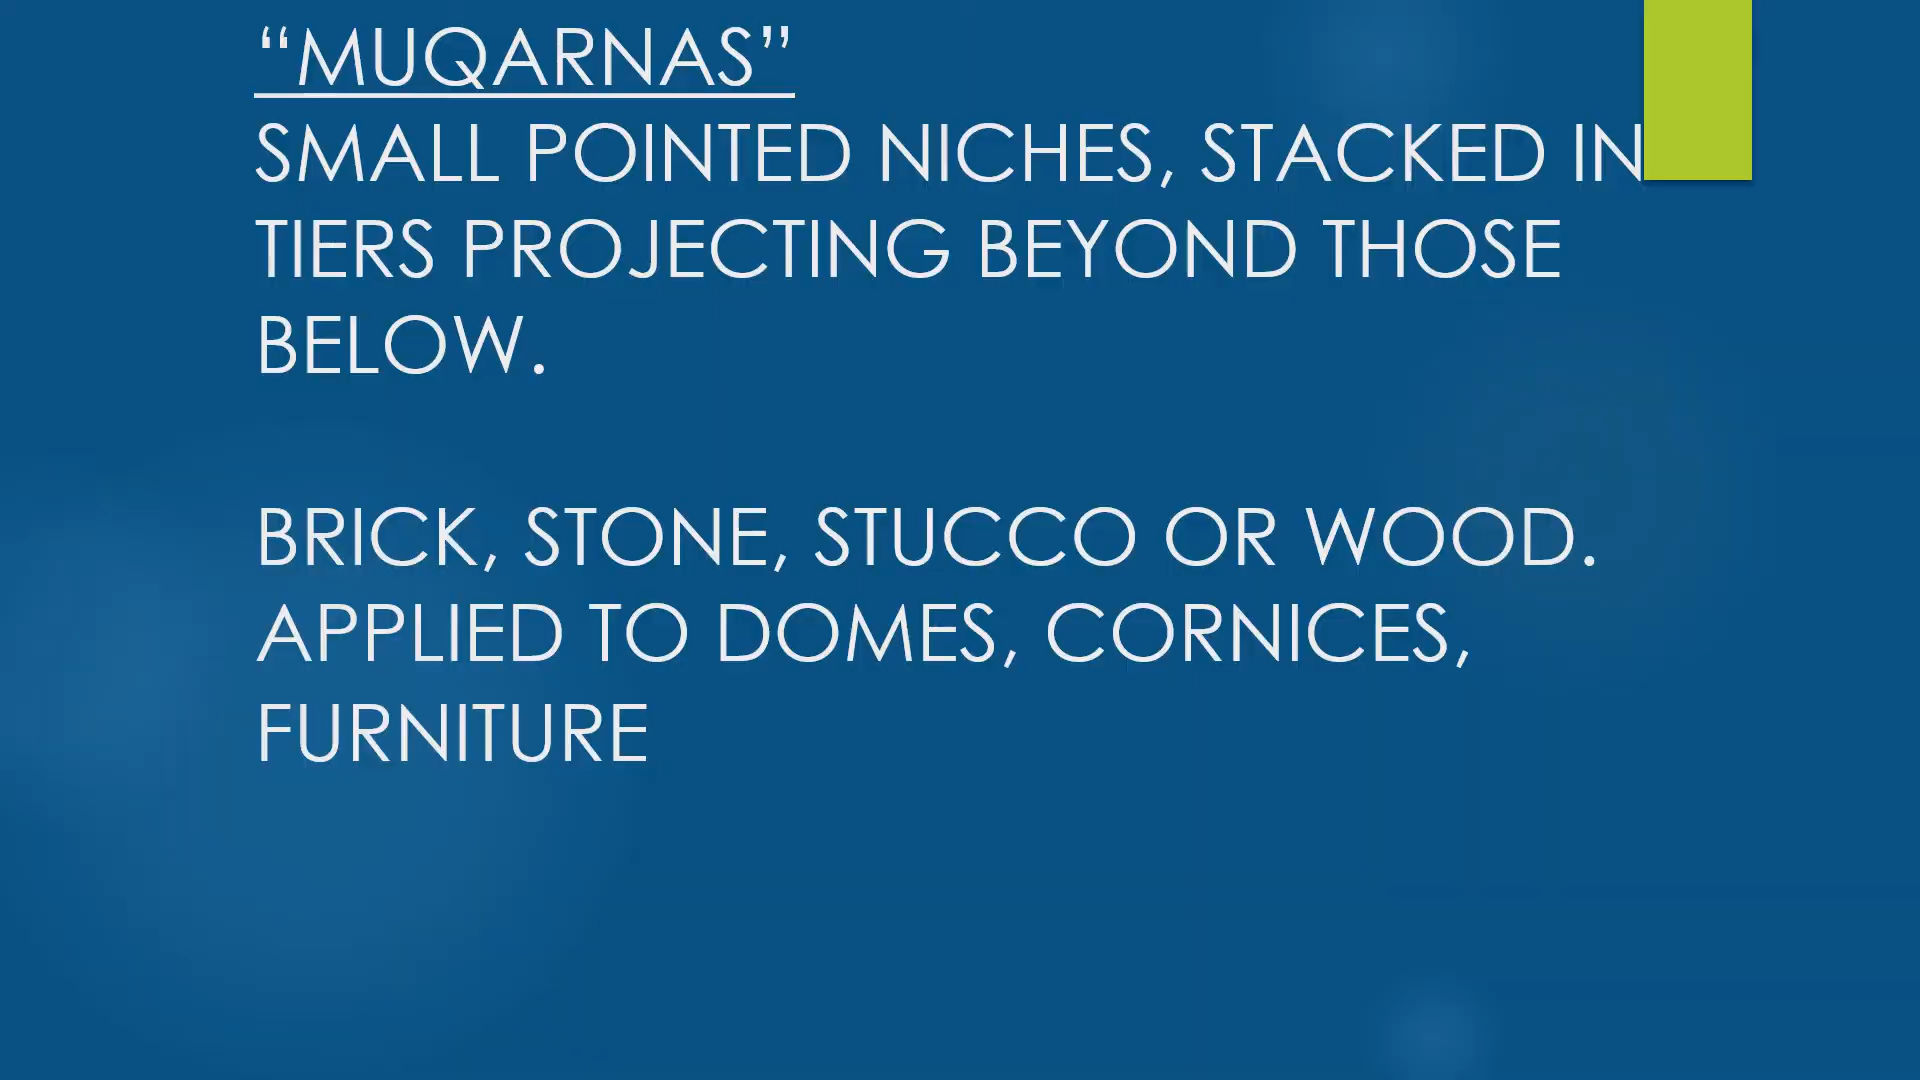 “MUQARNAS”
SMALL POINTED NICHES, STACKED IN
TIERS PROJECTING BEYOND THOSE
BELOW.
BRICK, STONE, STUCCO OR WOOD.
APPLIED TO DOMES, CORNICES,
FURNITURE